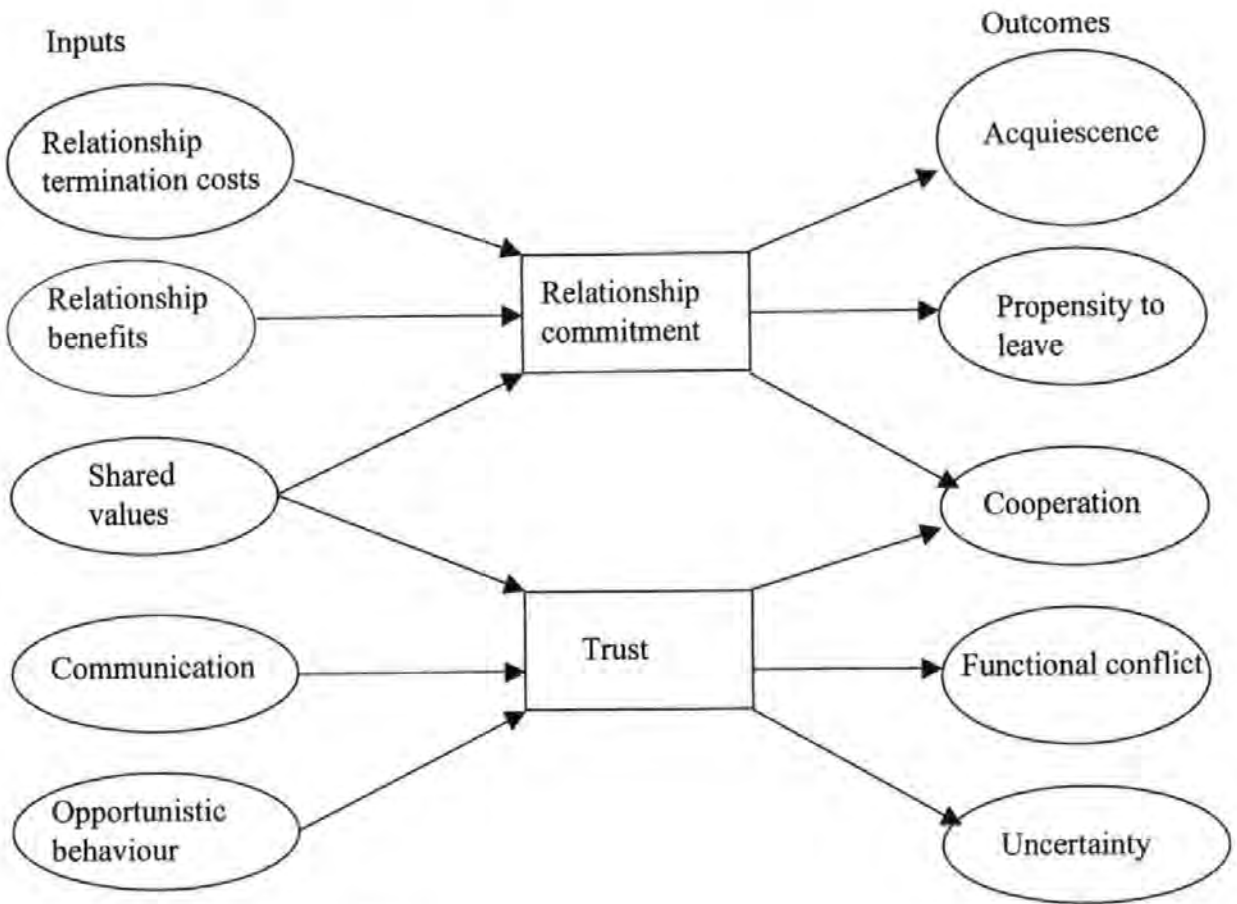 Inputs
Outcomes
Relationship
termination costs
Acquiescence
Relationship
benefits
Relationship
commitment
Propensity to
leave
Shared
values
Cooperation
Communication
Trust
Functional conflict
Opportunistic
behaviour
Uncertainty